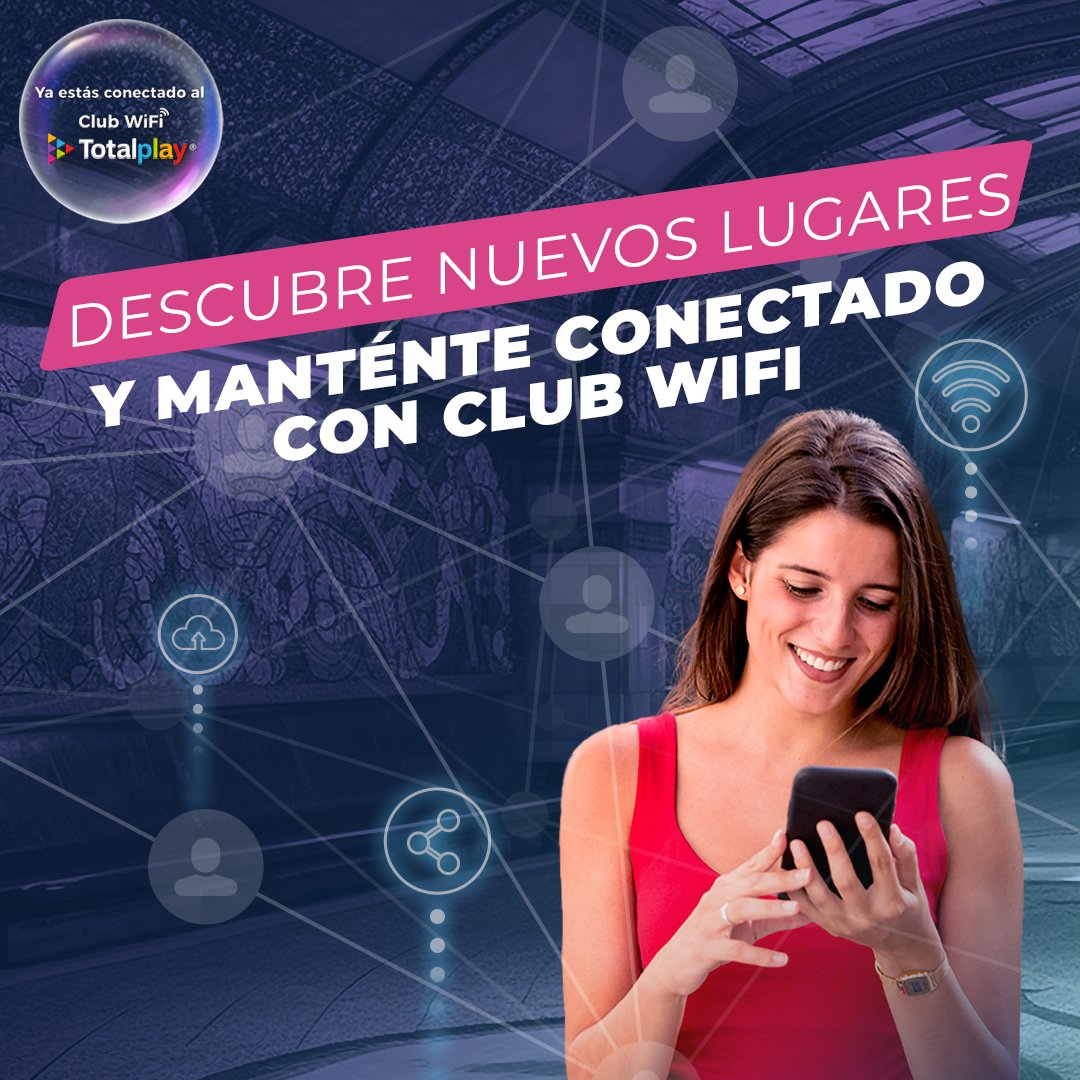 Ya estás conectado al
Club WiFi
Totalplay®
DESCUBRE NUEVOS LUGARES
Y MANTÉNTE CONECTADO
CON CLUB WIFI